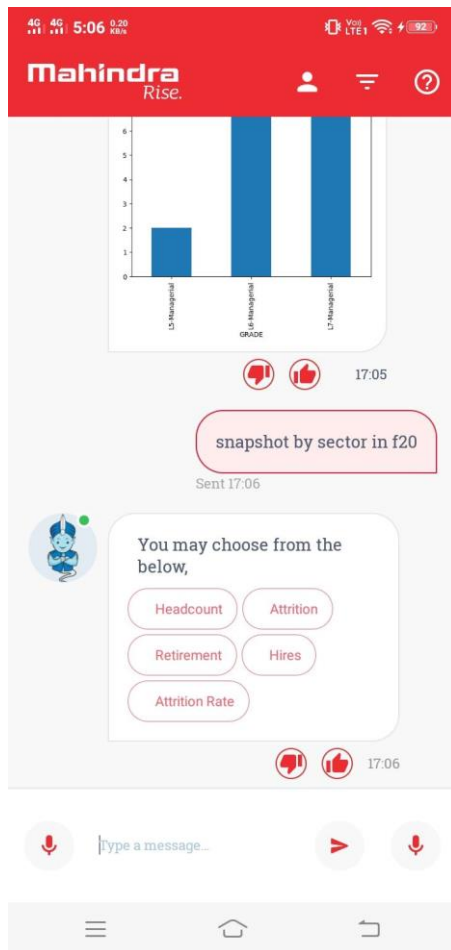 4G 4G 5:06 0.20 KB/s Vo) LTE1 92
Mahindra
Rise.
6
5
4
3
2
1
0
L5-Managerial L6-Managerial L7-Managerial
GRADE
17:05
snapshot by sector in f20
Sent 17:06
You may choose from the
below,
Headcount Attrition
Retirement Hires
Attrition Rate
17:06
Type a message...